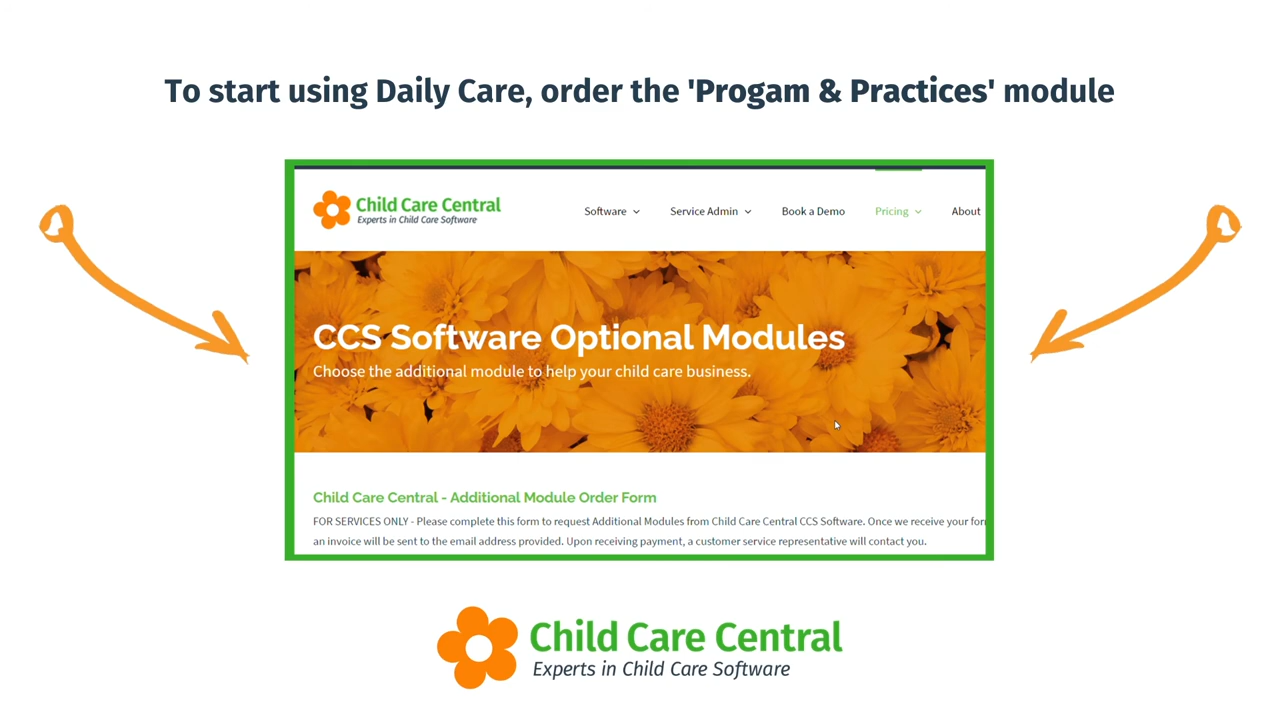 To start using Daily Care, order the 'Progam & Practices' module
Child Care Central
Experts in Child Care Software
Software Service Admin Book a Demo Pricing About
CCS Software Optional Modules
Choose the additional module to help your child care business.
Child Care Central - Additional Module Order Form
FOR SERVICES ONLY - Please complete this form to request Additional Modules from Child Care Central CCS Software. Once we receive your
an invoice will be sent to the email address provided. Upon receiving payment, a customer service representative will contact you.
Child Care Central
Experts in Child Care Software